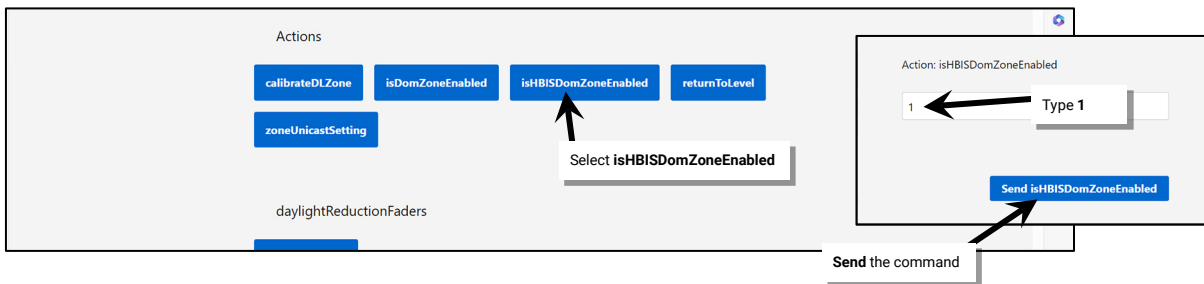 Actions
calibrateDLZone isDomZoneEnabled isHBISDomZoneEnabled returnToLevel
zoneUnicastSetting
Select isHBISDomZoneEnabled
daylightReductionFaders
Action: isHBISDomZoneEnabled
1
Type 1
Send isHBISDomZoneEnabled
Send the command